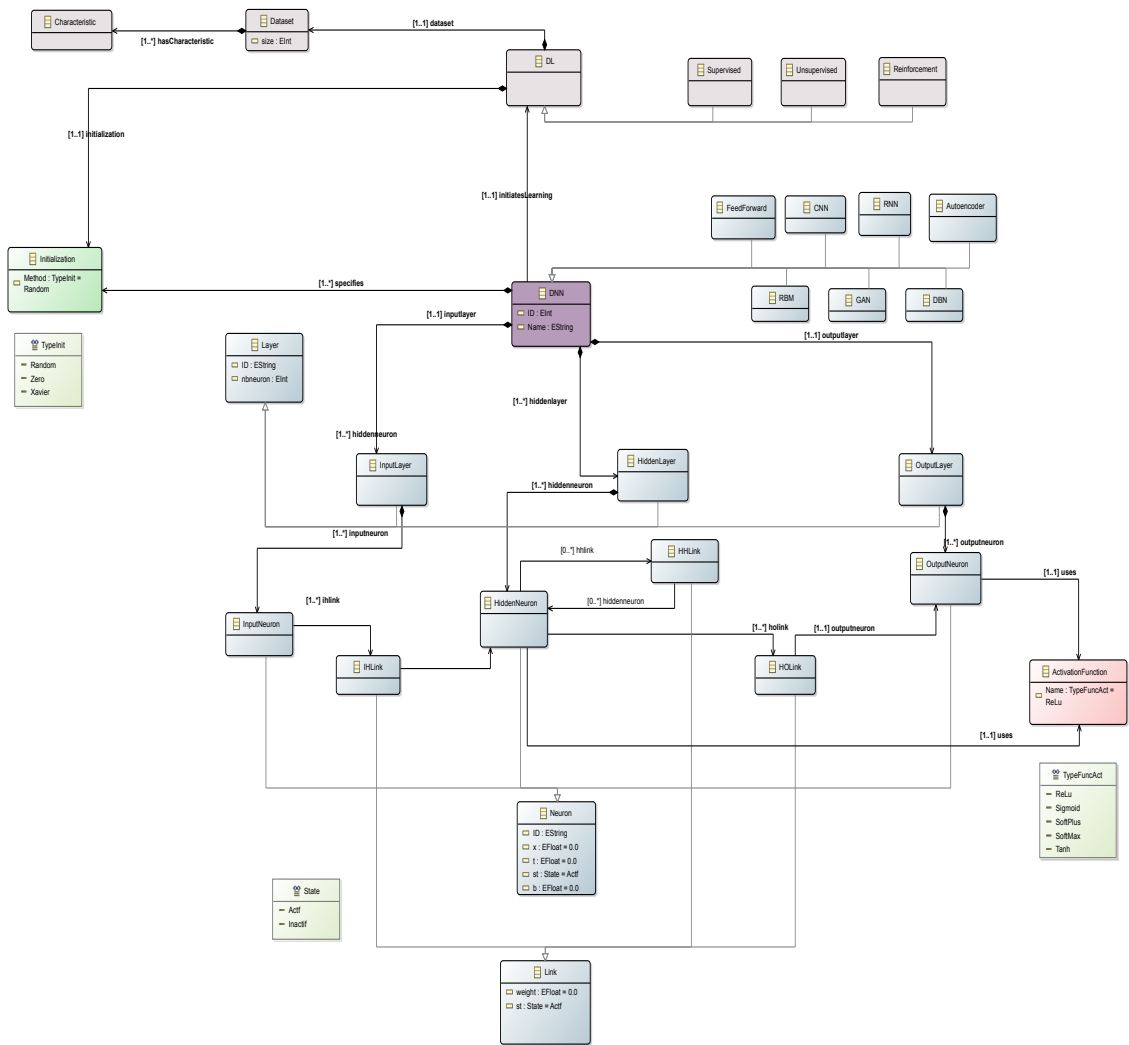 Characteristic
Dataset
size : EInt
[1..*] hasCharacteristic
[1..1] dataset
DL
Supervised
Unsupervised
Reinforcement
[1..1] initialization
[1..1] initiatesLearning
FeedForward
CNN
RNN
Autoencoder
Initialization
Method : TypeInit =
Random
[1..*] specifies
DNN
ID : EInt
Name : EString
RBM
GAN
DBN
[1..1] inputlayer
[1..1] outputlayer
TypeInit
Random
Zero
Xavier
Layer
ID : EString
nbneuron : EInt
[1..*] hiddenlayer
[1..*] hiddenneuron
InputLayer
HiddenLayer
OutputLayer
[1..*] hiddenneuron
[1..*] inputneuron
[1..*] outputneuron
[0..*] hhlink
HHLink
OutputNeuron
[1..1] uses
[1..*] ihlink
HiddenNeuron
[0..*] hiddenneuron
InputNeuron
[1..*] holink
[1..1] outputneuron
IHLink
HOLink
ActivationFunction
Name : TypeFuncAct =
ReLu
[1..1] uses
TypeFuncAct
ReLu
Sigmoid
SoftPlus
SoftMax
Tanh
Neuron
ID : EString
x : EFloat = 0.0
t : EFloat = 0.0
st : State = Actf
b : EFloat = 0.0
State
Actf
Inactif
Link
weight : EFloat = 0.0
st : State = Actf